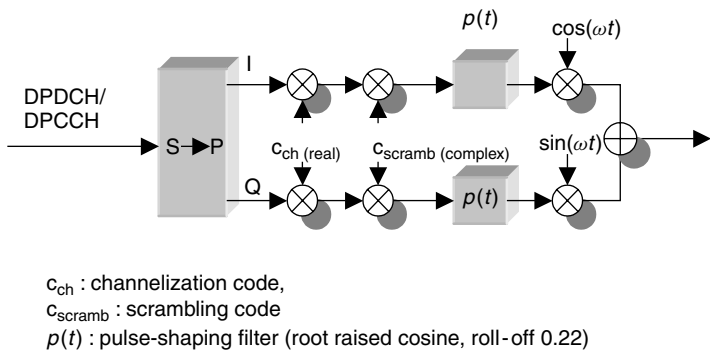 p(t)
cos(ωt)
I
DPDCH/
DPCCH
S P
c_ch (real)
c_scramb (complex)
sin(ωt)
Q
p(t)
c_ch : channelization code,
c_scramb : scrambling code
p(t) : pulse-shaping filter (root raised cosine, roll-off 0.22)